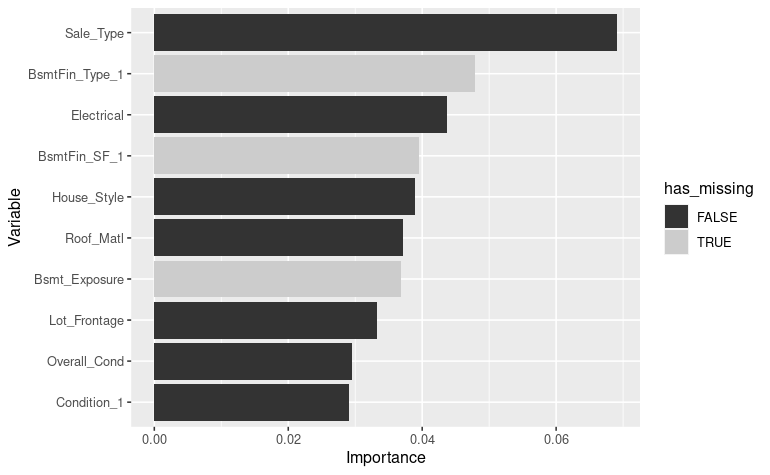 Sale_Type
BsmtFin_Type_1
Electrical
BsmtFin_SF_1
House_Style
Roof_Matl
Bsmt_Exposure
Lot_Frontage
Overall_Cond
Condition_1
Variable
0.00 0.02 0.04 0.06
Importance
has_missing
FALSE
TRUE